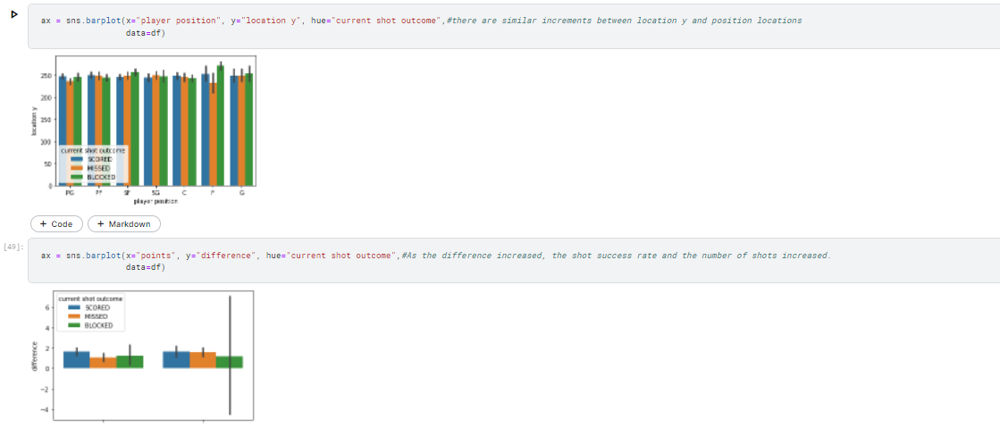 ax = sns.barplot(x="player position", y="location y", hue="current shot outcome",#there are similar increments between location y and position locations
data=df)
250
200
150
100
50
0
location y
current shot outcome
SCORED
MISSED
BLOCKED
PG PF SF SG C F G
player position
+ Code + Markdown
[49]:
ax = sns.barplot(x="points", y="difference", hue="current shot outcome",#As the difference increased, the shot success rate and the number of shots increased.
data=df)
current shot outcome
SCORED
MISSED
BLOCKED
6
4
2
0
−2
−4
difference